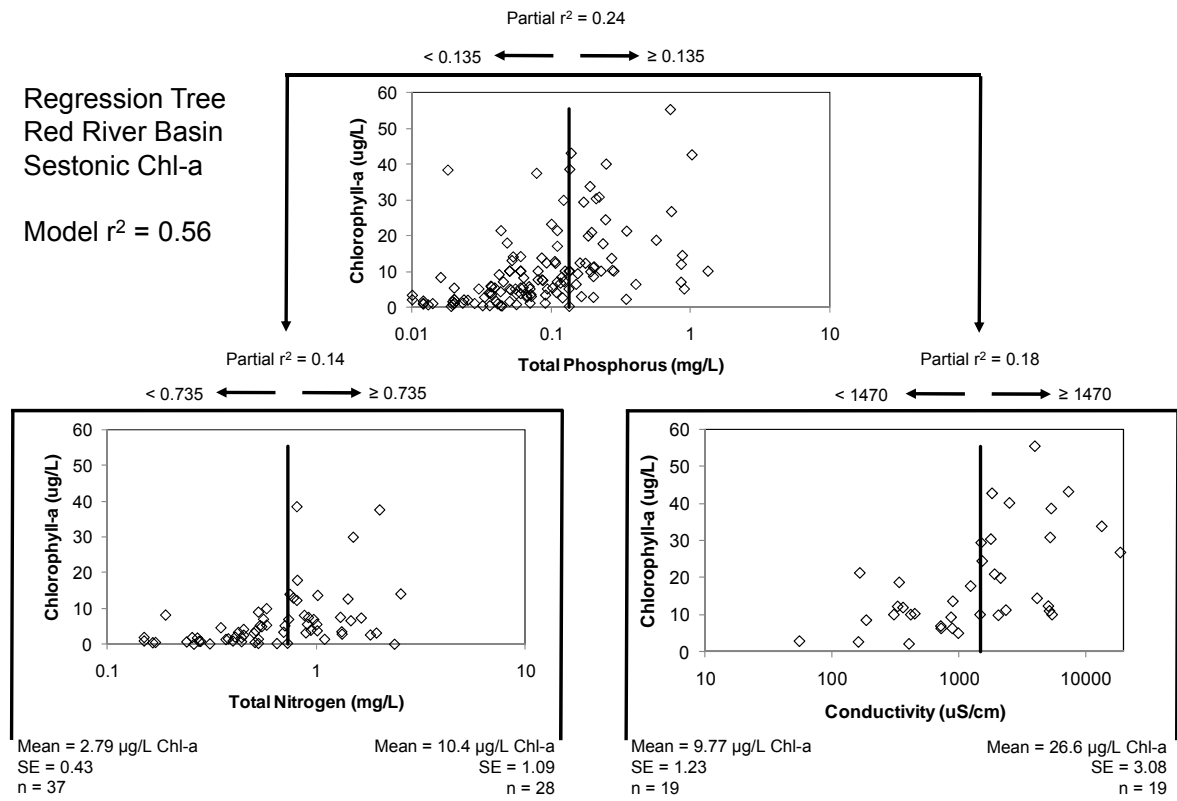 Partial r² = 0.24
< 0.135
≥ 0.135
Regression Tree
Red River Basin
Sestonic Chl-a
Model r² = 0.56
60
50
40
30
20
10
0
Chlorophyll-a (ug/L)
0.01
0.1
1
10
Total Phosphorus (mg/L)
Partial r² = 0.14
< 0.735
≥ 0.735
60
50
40
30
20
10
0
Chlorophyll-a (ug/L)
0.1
1
10
Total Nitrogen (mg/L)
Mean = 2.79 µg/L Chl-a
SE = 0.43
n = 37
Mean = 10.4 µg/L Chl-a
SE = 1.09
n = 28
Partial r² = 0.18
< 1470
≥ 1470
60
50
40
30
20
10
0
Chlorophyll-a (ug/L)
10
100
1000
10000
Conductivity (uS/cm)
Mean = 9.77 µg/L Chl-a
SE = 1.23
n = 19
Mean = 26.6 µg/L Chl-a
SE = 3.08
n = 19